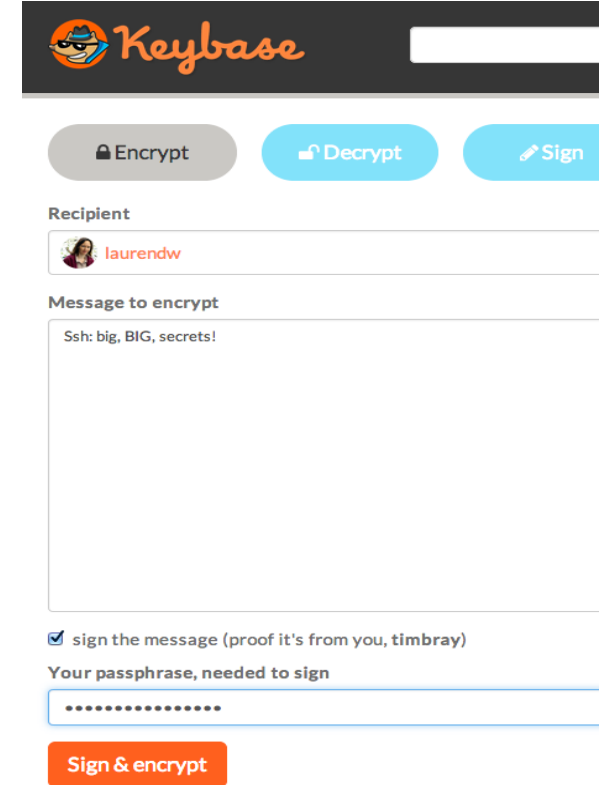 Keybase
Encrypt Decrypt Sign
Recipient
laurendw
Message to encrypt
Ssh: big, BIG, secrets!
sign the message (proof it's from you, timbray)
Your passphrase, needed to sign
••••••••••••••••
Sign & encrypt